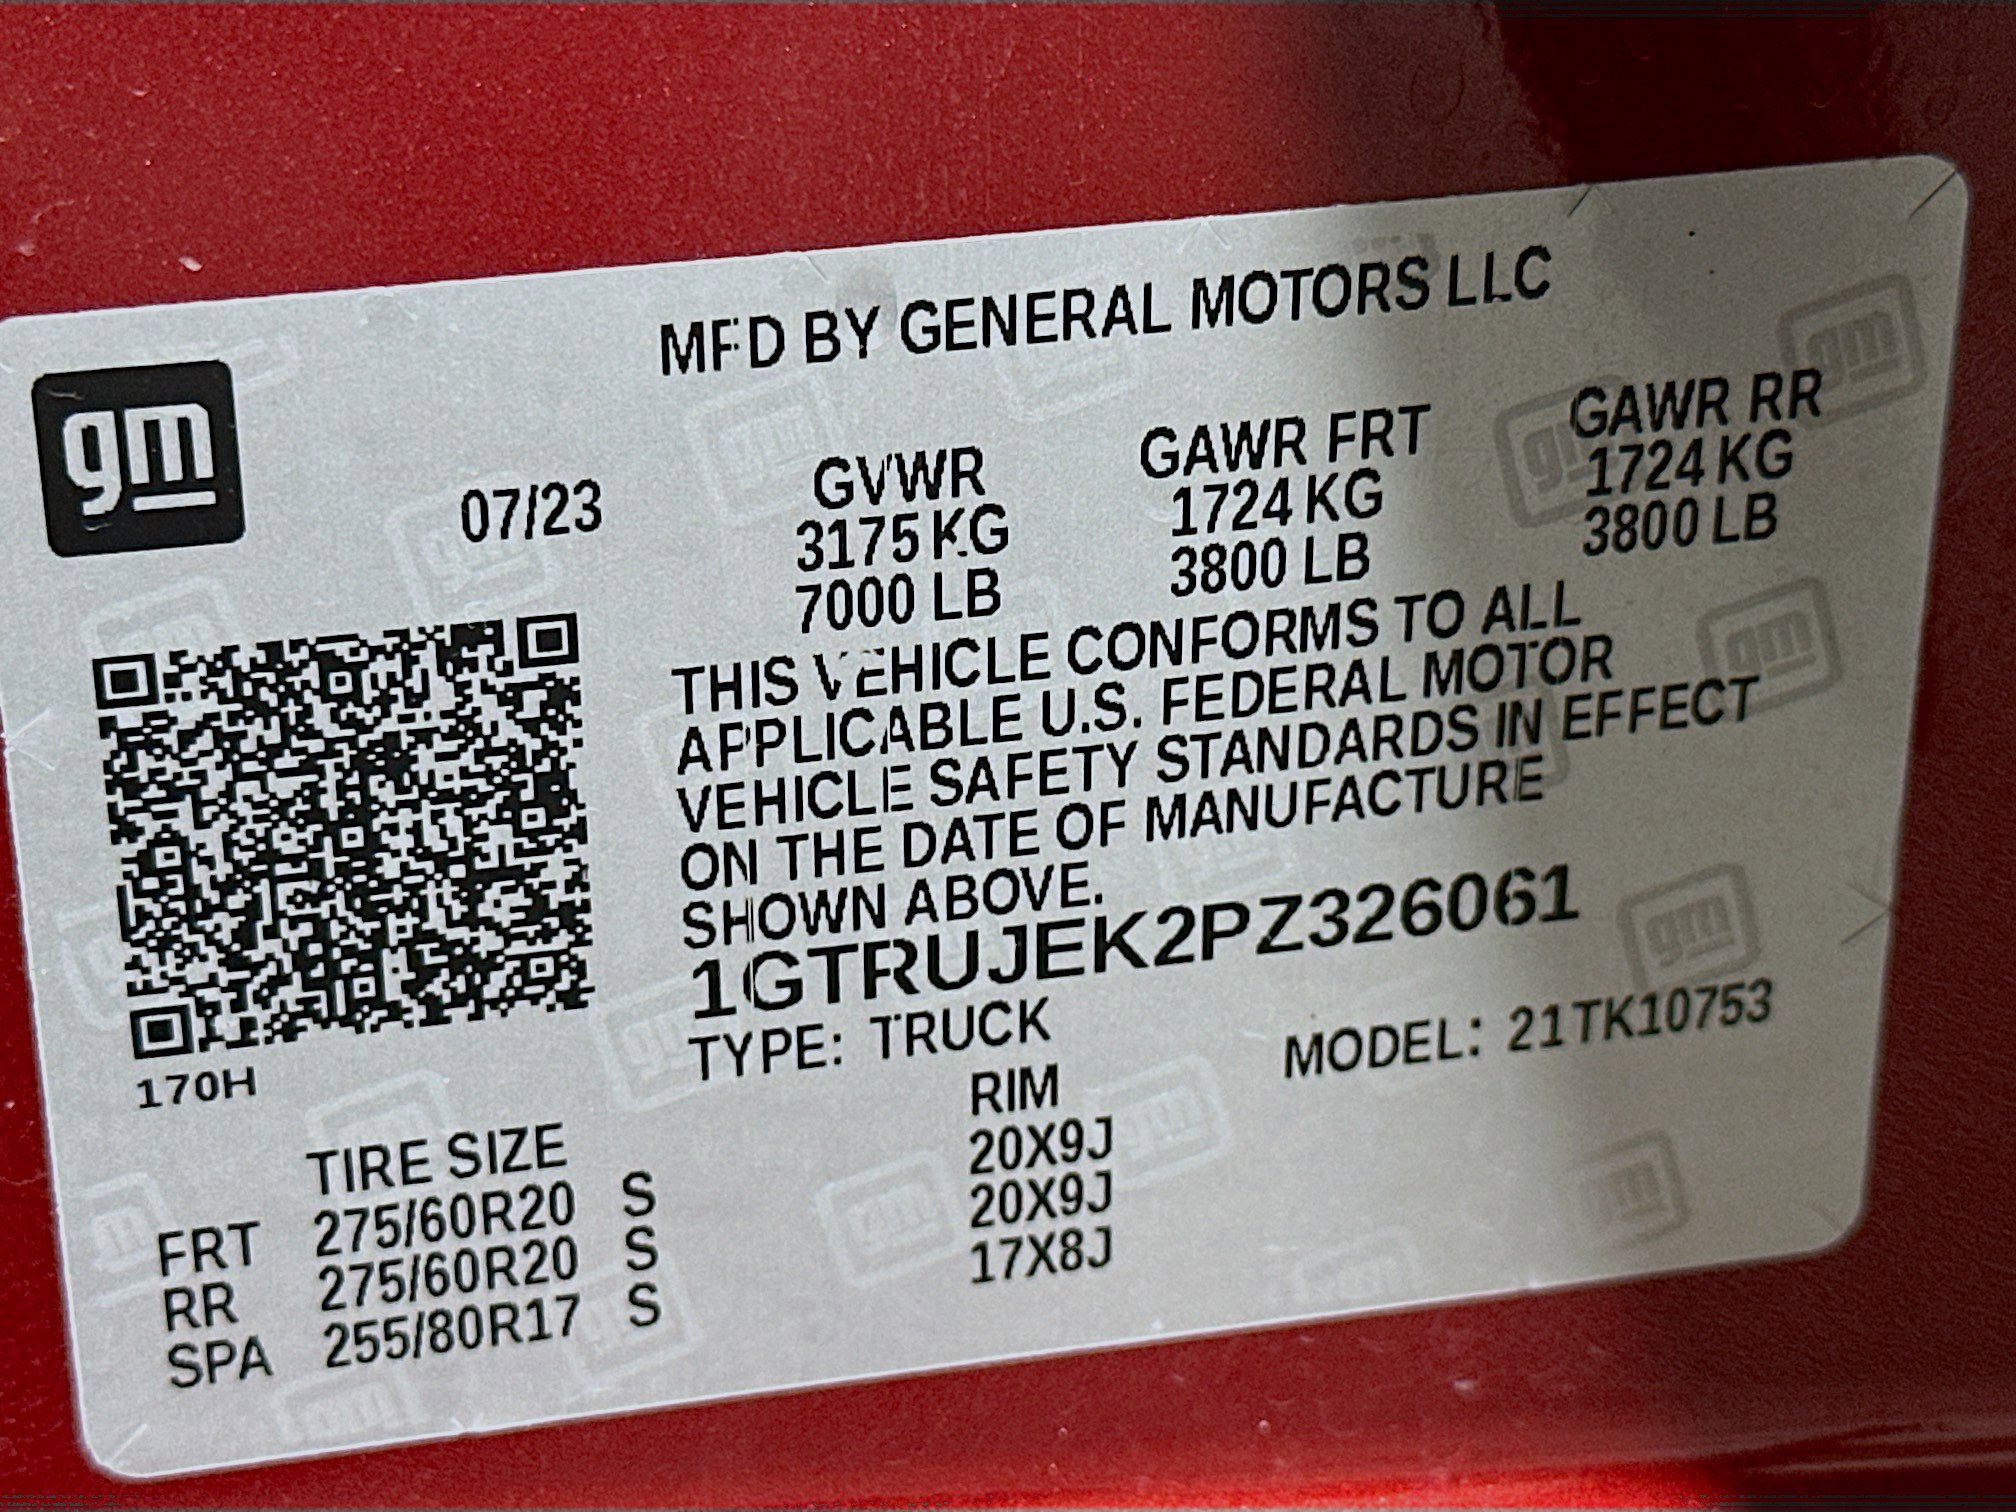 MFD BY GENERAL MOTORS LLC
gm
07/23
GVWR GAWR FRT GAWR RR
3175 KG 1724 KG 1724 KG
7000 LB 3800 LB 3800 LB
THIS VEHICLE CONFORMS TO ALL
APPLICABLE U.S. FEDERAL MOTOR
VEHICLE SAFETY STANDARDS IN EFFECT
ON THE DATE OF MANUFACTURE
SHOWN ABOVE.
1GTRUJEK2PZ326061
TYPE: TRUCK MODEL: 21TK10753
170H
TIRE SIZE RIM
FRT 275/60R20 S 20X9J
RR 275/60R20 S 20X9J
SPA 255/80R17 S 17X8J